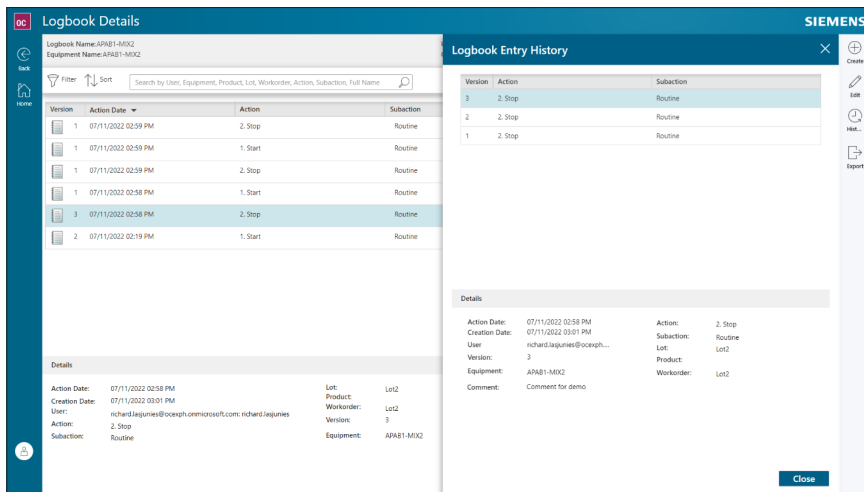 OC Logbook Details SIEMENS
Back
Home
Logbook Name:APAB1-MIX2
Equipment Name:APAB1-MIX2
Filter Sort Search by User, Equipment, Product, Lot, Workorder, Action, Subaction, Full Name
Version Action Date Action Subaction
1 07/11/2022 02:59 PM 2. Stop Routine
1 07/11/2022 02:59 PM 1. Start Routine
1 07/11/2022 02:59 PM 2. Stop Routine
1 07/11/2022 02:58 PM 1. Start Routine
3 07/11/2022 02:58 PM 2. Stop Routine
2 07/11/2022 02:19 PM 1. Start Routine
Details
Action Date: 07/11/2022 02:58 PM Lot: Lot2
Creation Date: 07/11/2022 03:01 PM Product:
User: richard.lasjunies@ocexph.onmicrosoft.com: richard.lasjunies Workorder: Lot2
Action: 2. Stop Version: 3
Subaction: Routine Equipment: APAB1-MIX2
Logbook Entry History
Version Action Subaction
3 2. Stop Routine
2 2. Stop Routine
1 2. Stop Routine
Details
Action Date: 07/11/2022 02:58 PM Action: 2. Stop
Creation Date: 07/11/2022 03:01 PM Subaction: Routine
User richard.lasjunies@ocexph.... Lot: Lot2
Version: 3 Product:
Equipment: APAB1-MIX2 Workorder: Lot2
Comment: Comment for demo
Close
Create
Edit
Hist...
Export